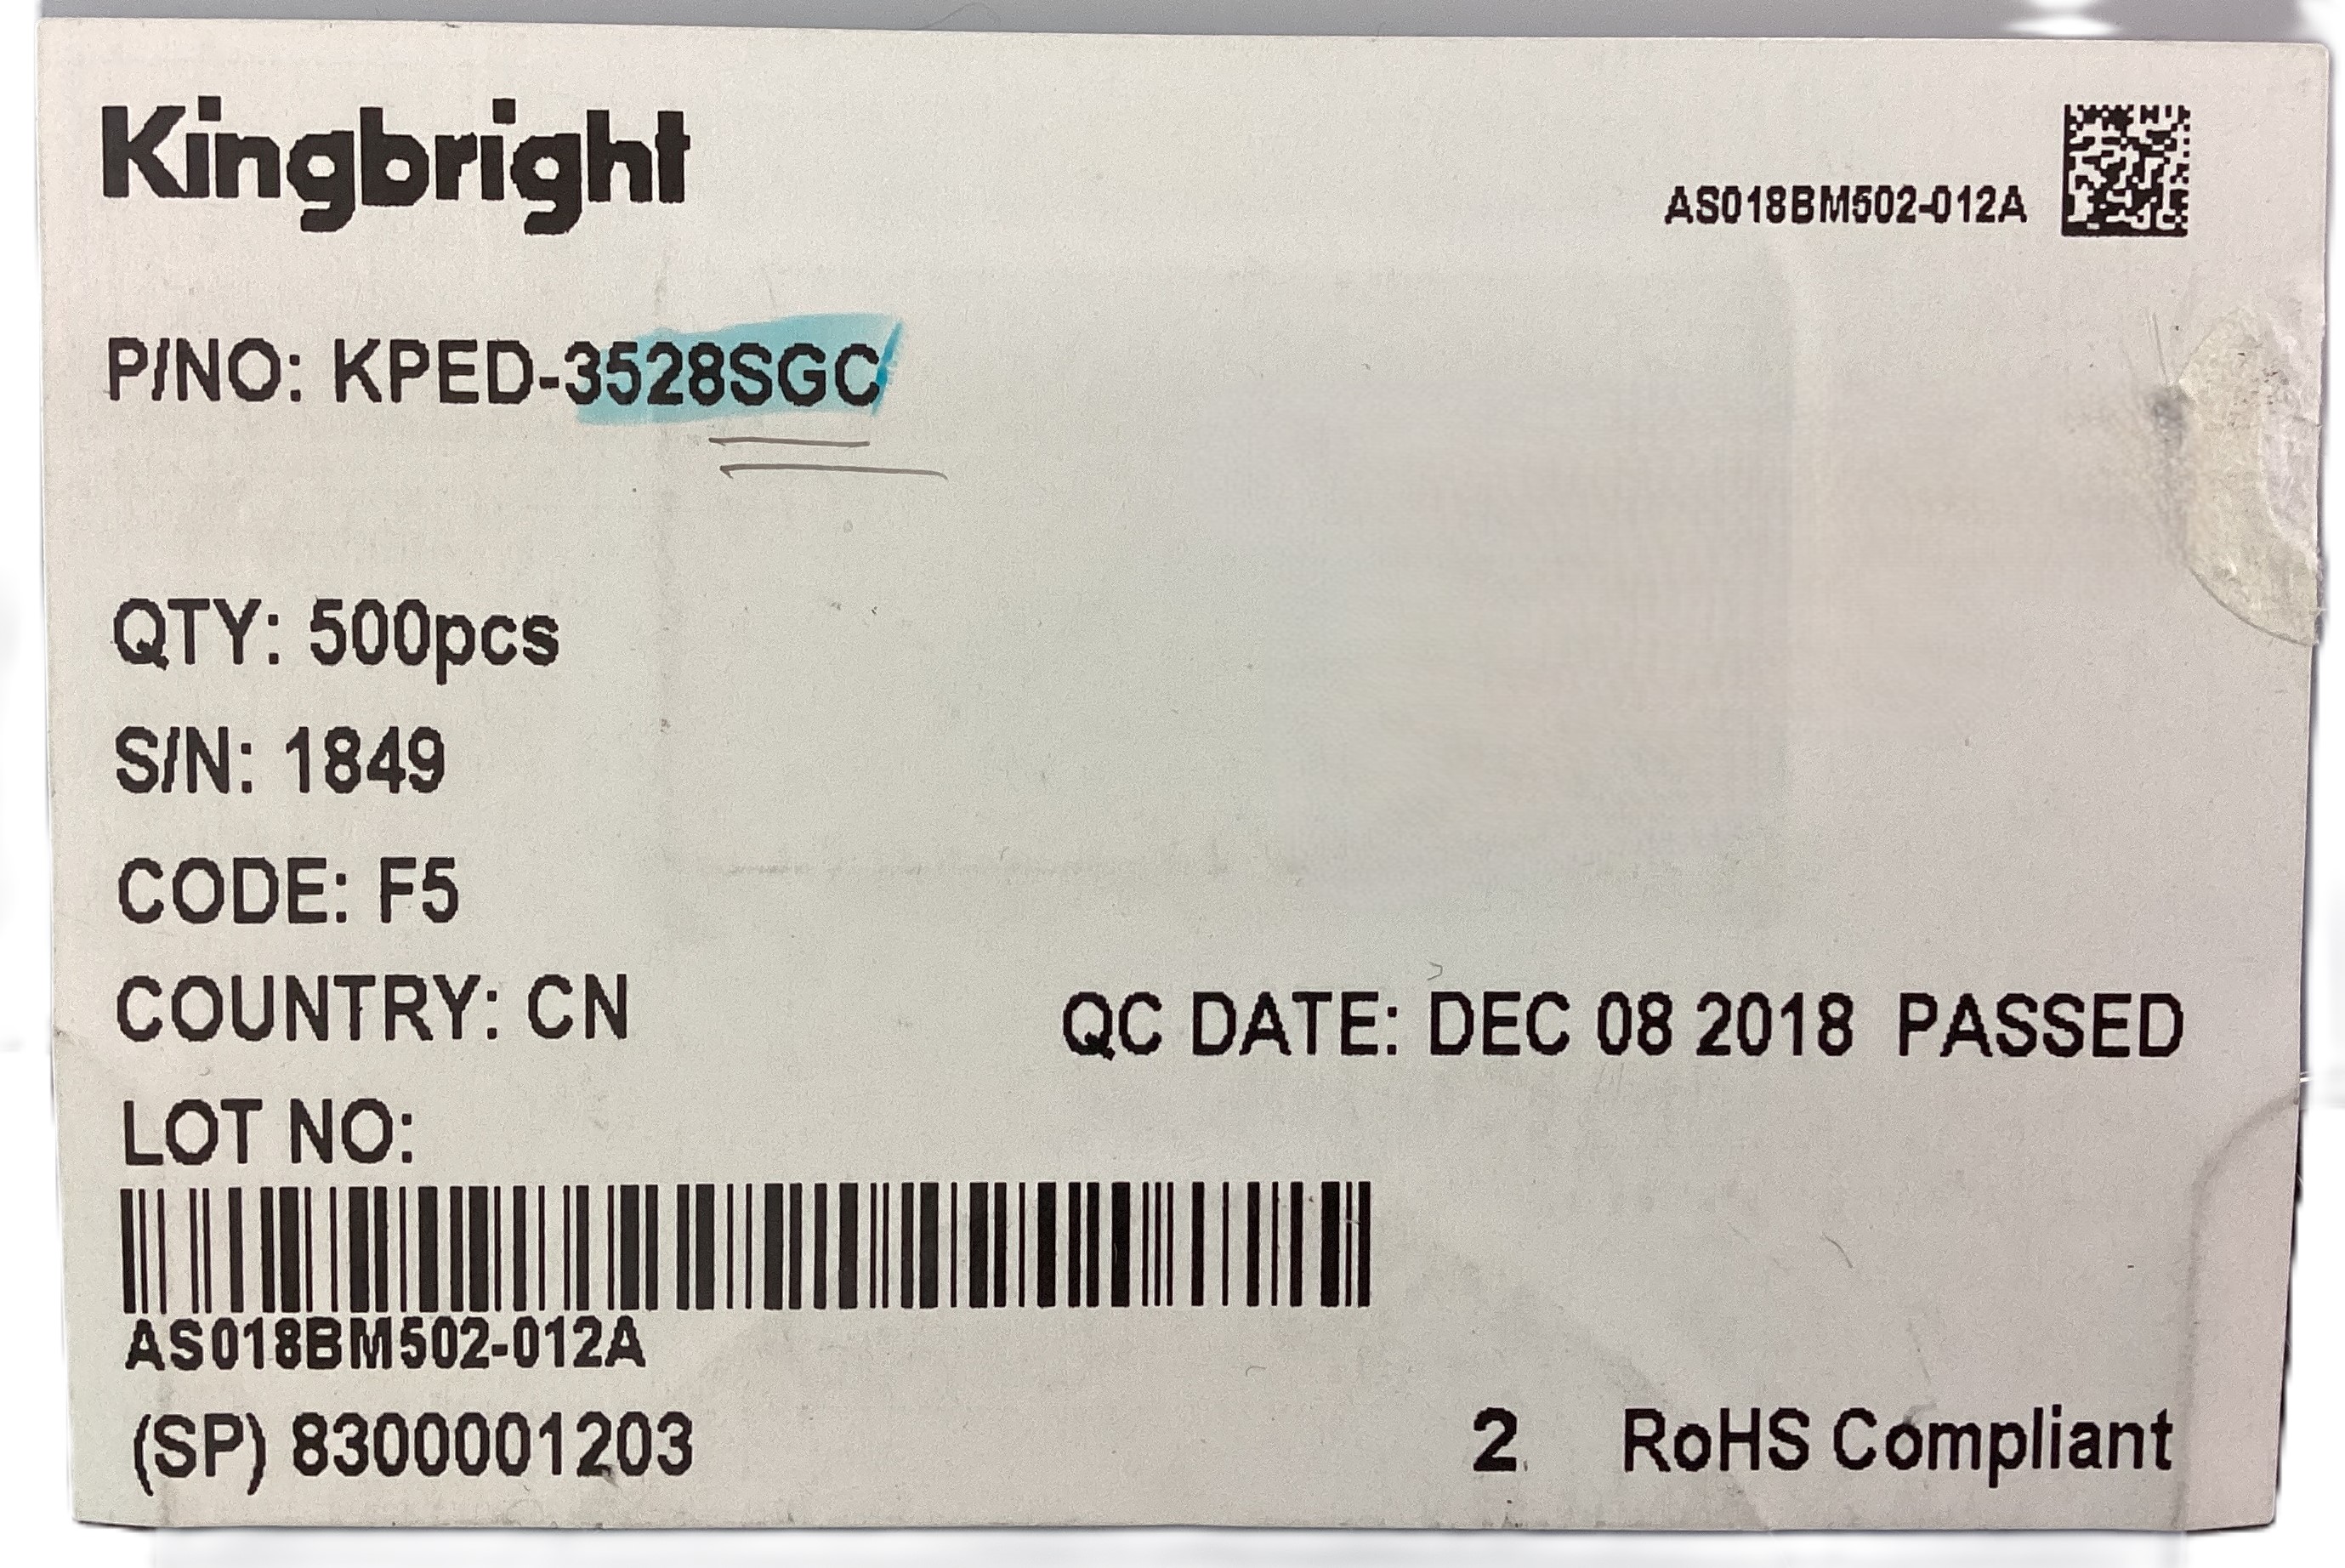 Kingbright
AS018BM502-012A
P/NO: KPED-3528SGC
QTY: 500pcs
S/N: 1849
CODE: F5
COUNTRY: CN
QC DATE: DEC 08 2018 PASSED
LOT NO:
AS018BM502-012A
(SP) 8300001203
2 RoHS Compliant